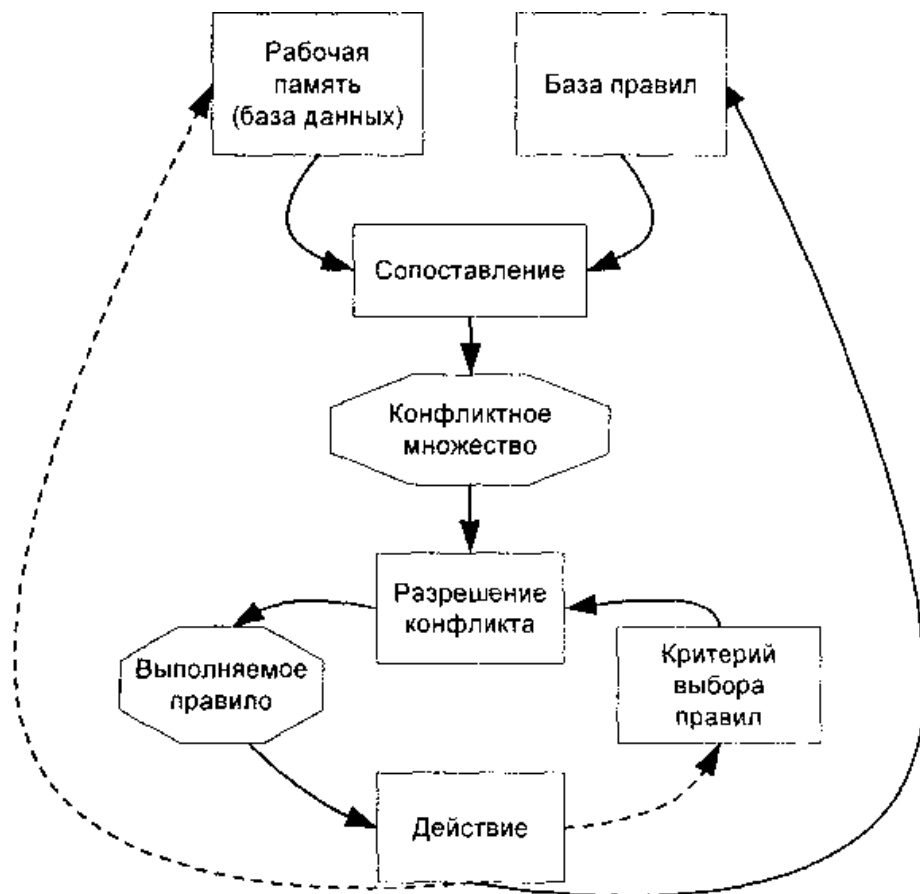 Рабочая
память
(база данных)
База правил
Сопоставление
Конфликтное
множество
Разрешение
конфликта
Выполняемое
правило
Критерий
выбора
правил
Действие